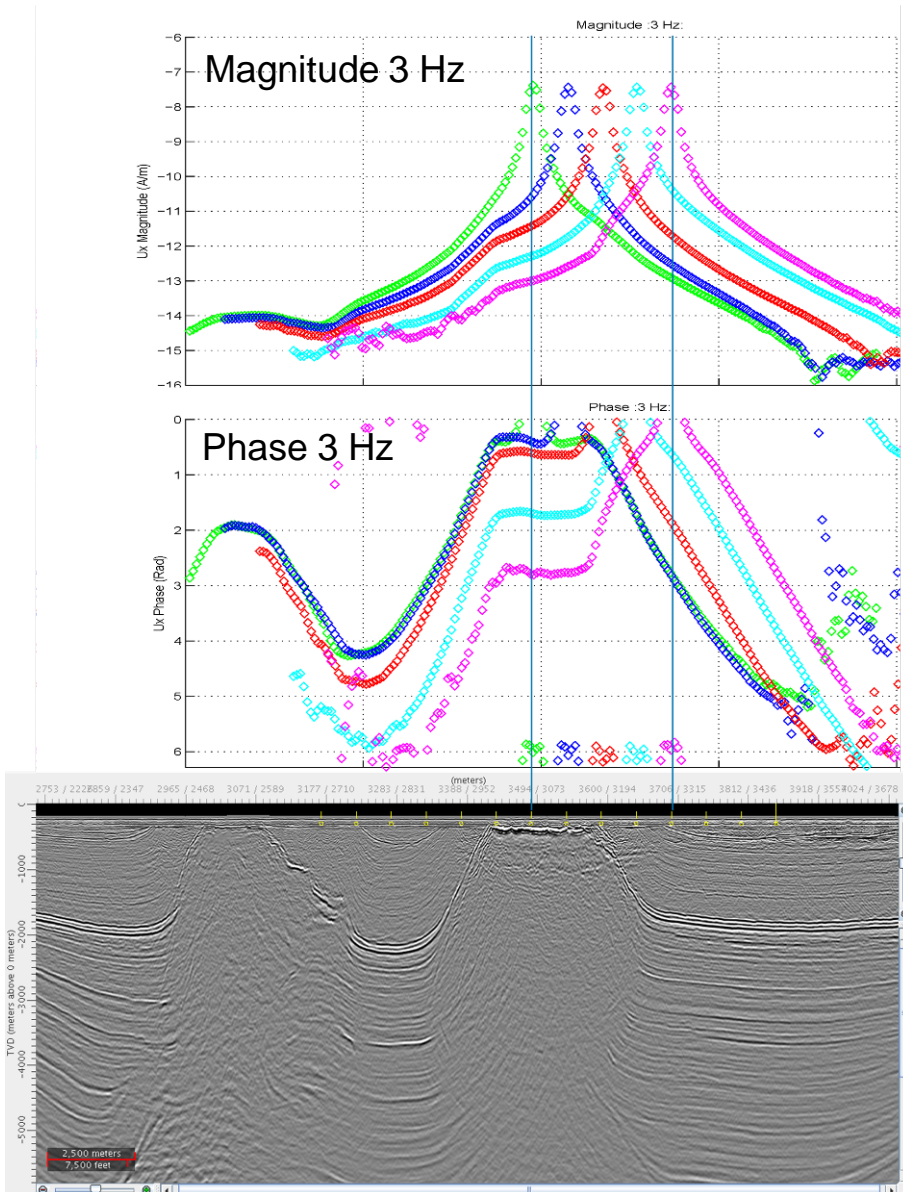 Magnitude :3 Hz:
Magnitude 3 Hz
Ux Magnitude (A/m)
−6
−7
−8
−9
−10
−11
−12
−13
−14
−15
−16
Phase :3 Hz:
Phase 3 Hz
Ux Phase (Rad)
0
1
2
3
4
5
6
(meters)
2965 / 2468 3071 / 2589 3177 / 2710 3283 / 2831 3388 / 2952 3494 / 3073 3600 / 3194 3706 / 3315 3812 / 3436
TVD (meters above 0 meters)
0
-1000
-2000
-3000
-4000
-5000
2,500 meters
7,500 feet